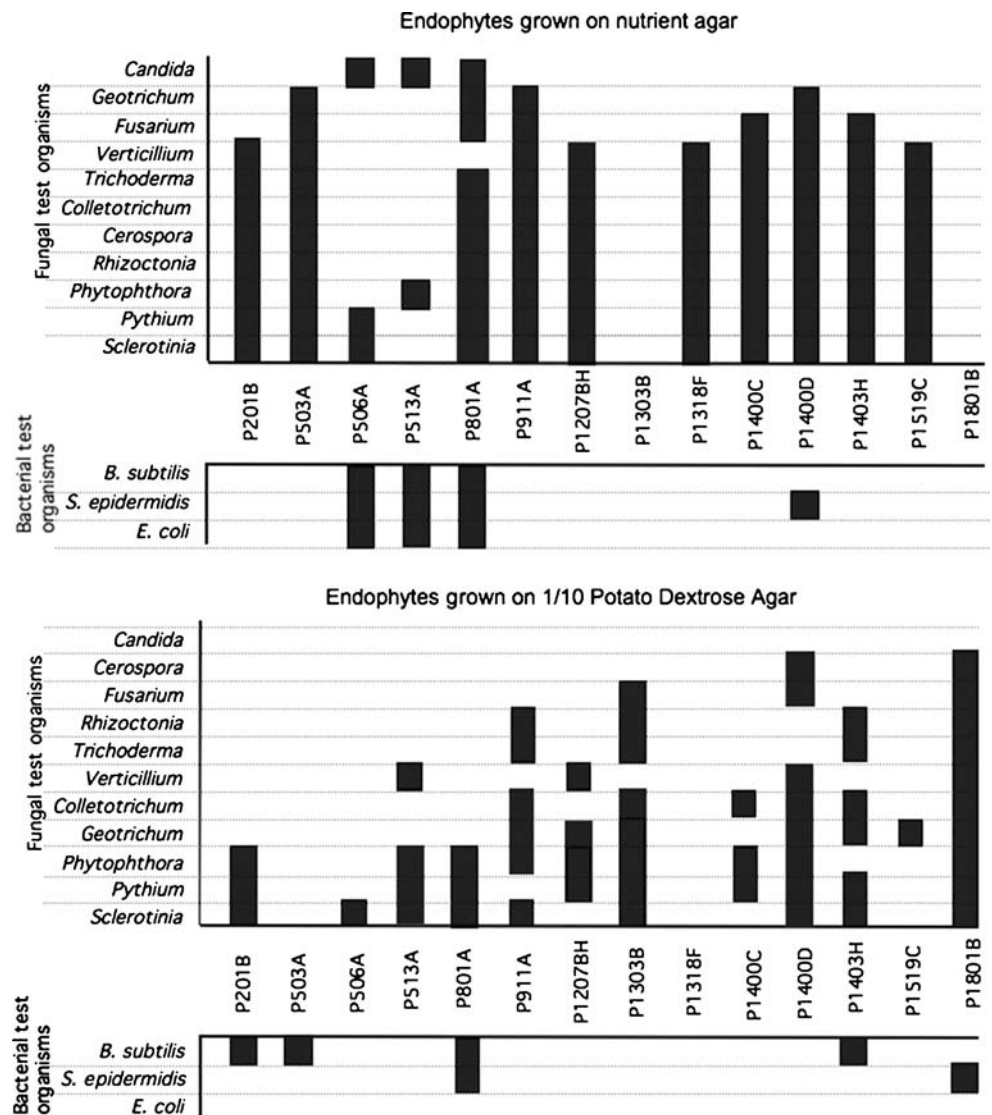 Endophytes grown on nutrient agar
Fungal test organisms
Candida
Geotrichum
Fusarium
Verticillium
Trichoderma
Colletotrichum
Cerospora
Rhizoctonia
Phytophthora
Pythium
Sclerotinia
P201B
P503A
P506A
P513A
P801A
P911A
P1207BH
P1303B
P1318F
P1400C
P1400D
P1403H
P1519C
P1801B
Bacterial test
organisms
B. subtilis
S. epidermidis
E. coli
Endophytes grown on 1/10 Potato Dextrose Agar
Fungal test organisms
Candida
Cerospora
Fusarium
Rhizoctonia
Trichoderma
Verticillium
Colletotrichum
Geotrichum
Phytophthora
Pythium
Sclerotinia
P201B
P503A
P506A
P513A
P801A
P911A
P1207BH
P1303B
P1318F
P1400C
P1400D
P1403H
P1519C
P1801B
Bacterial test
organisms
B. subtilis
S. epidermidis
E. coli